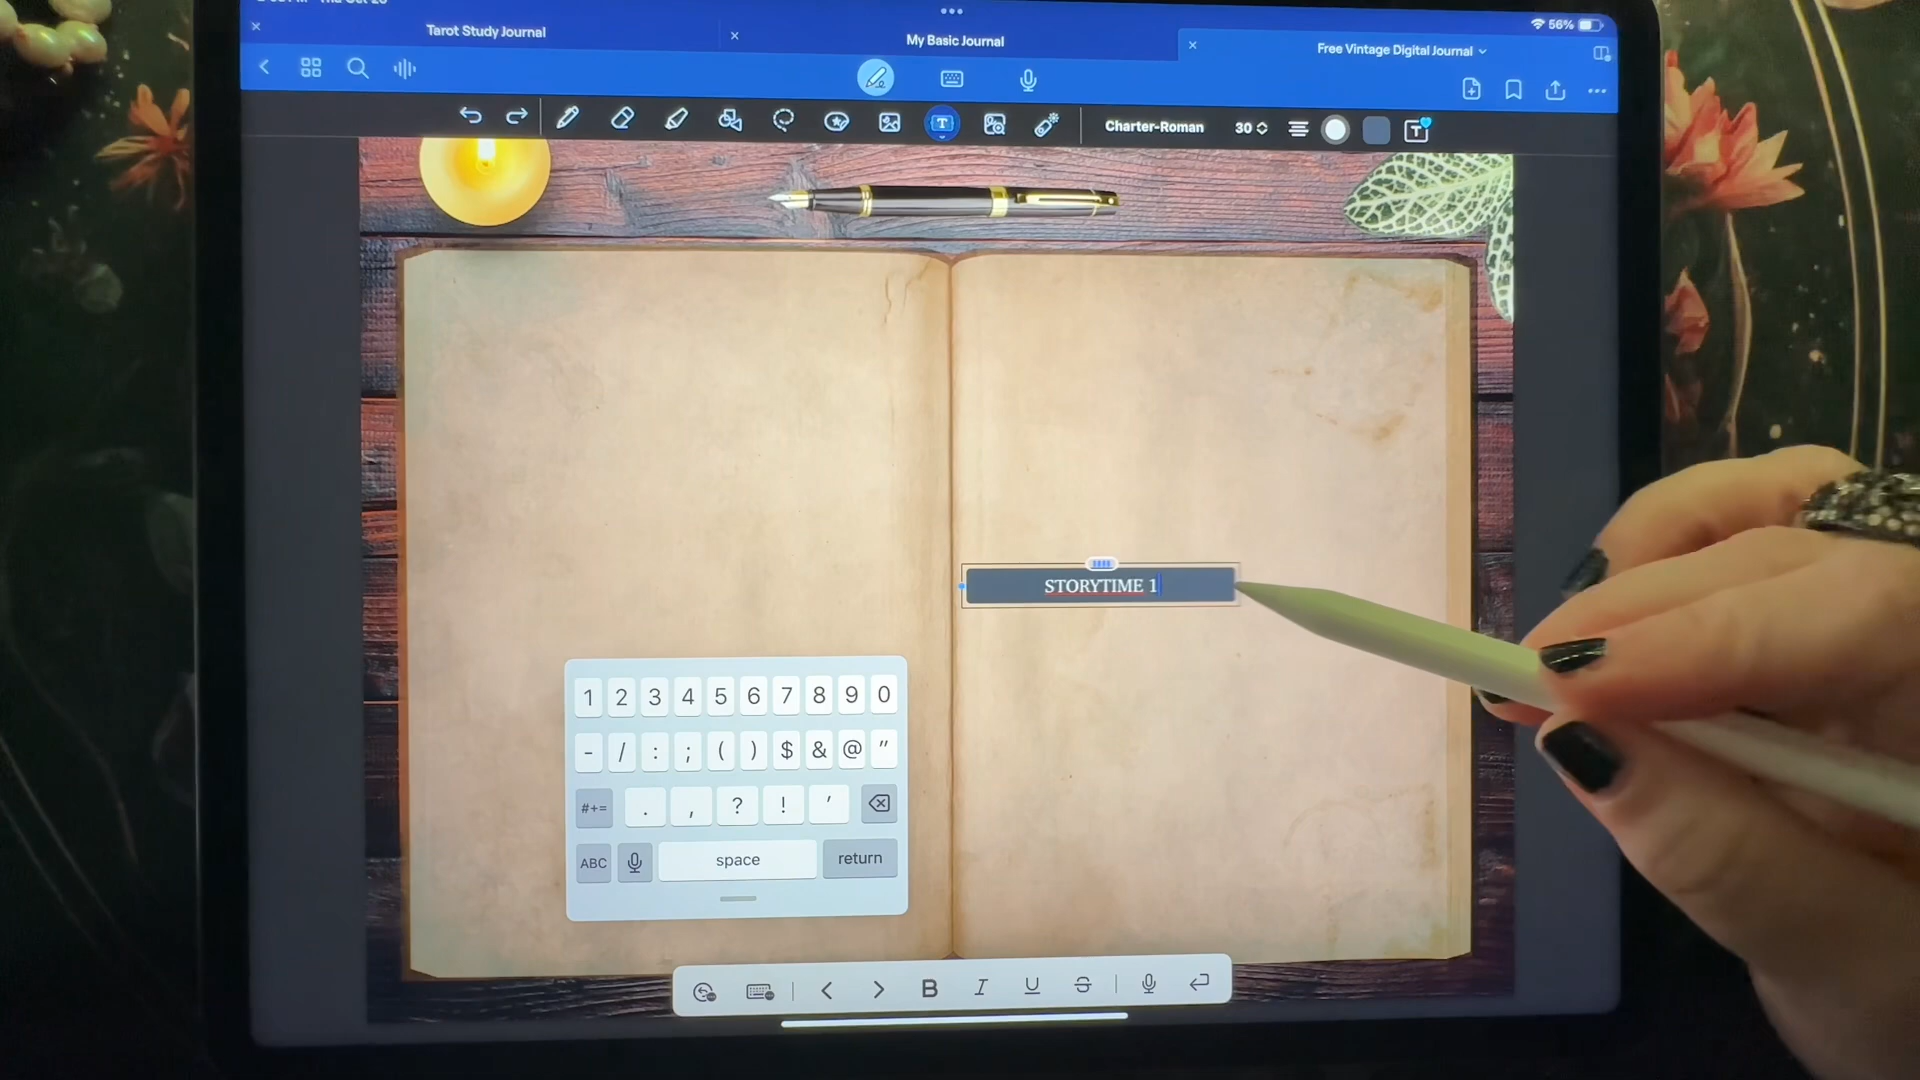 56%
Tarot Study Journal
My Basic Journal
Free Vintage Digital Journal
Charter-Roman
30
STORYTIME 1
1 2 3 4 5 6 7 8 9 0
- / : ; ( ) $ & @ "
#+= . , ? ! '
ABC space return
B I U S